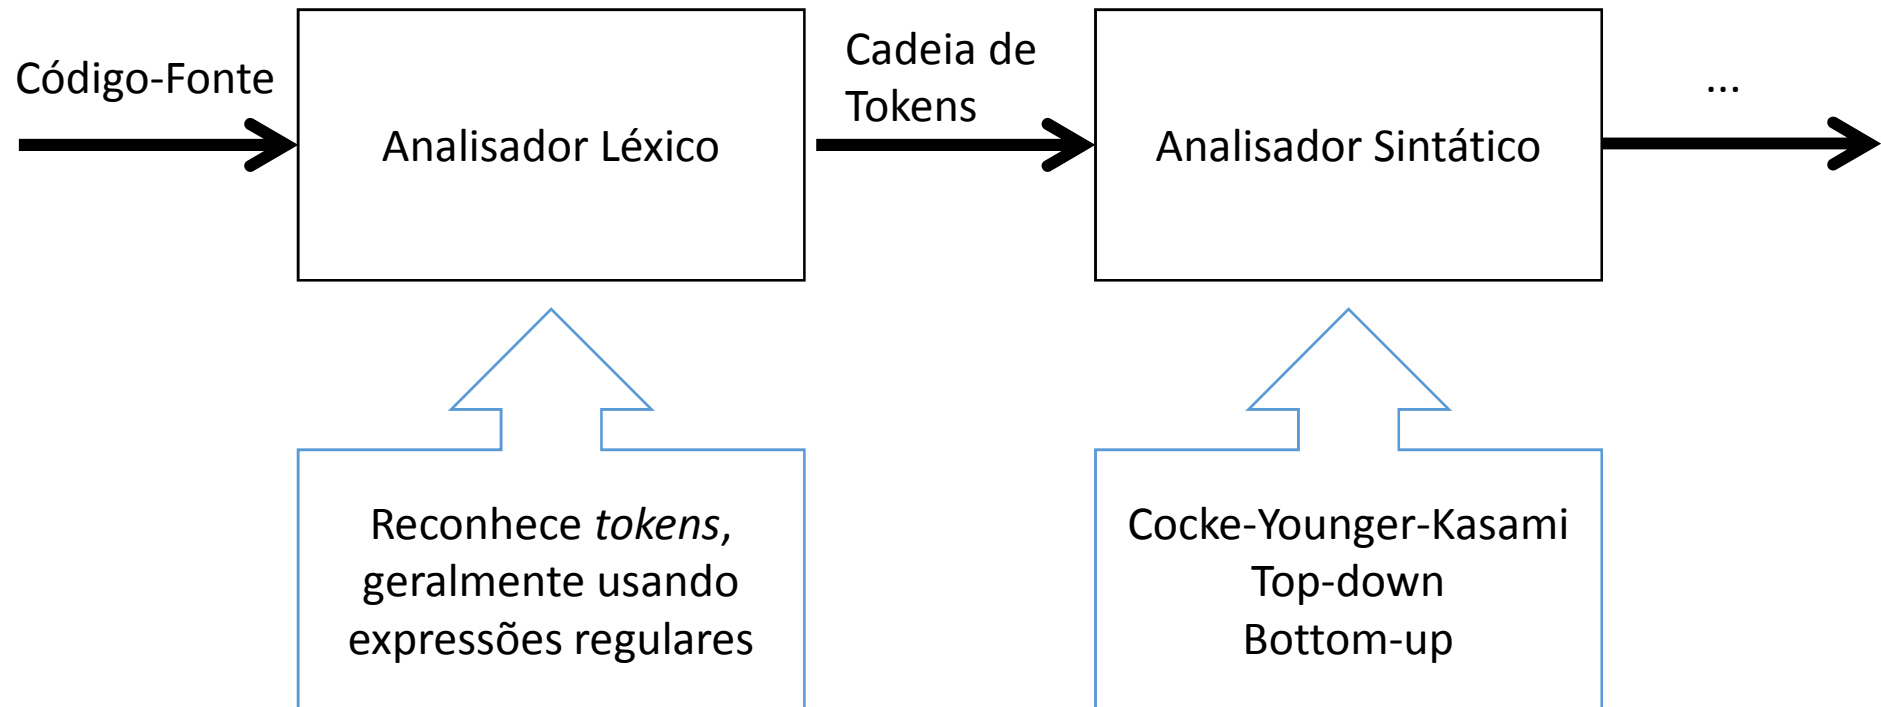 Código-Fonte
Analisador Léxico
Cadeia de
Tokens
Analisador Sintático
...
Reconhece tokens,
geralmente usando
expressões regulares
Cocke-Younger-Kasami
Top-down
Bottom-up